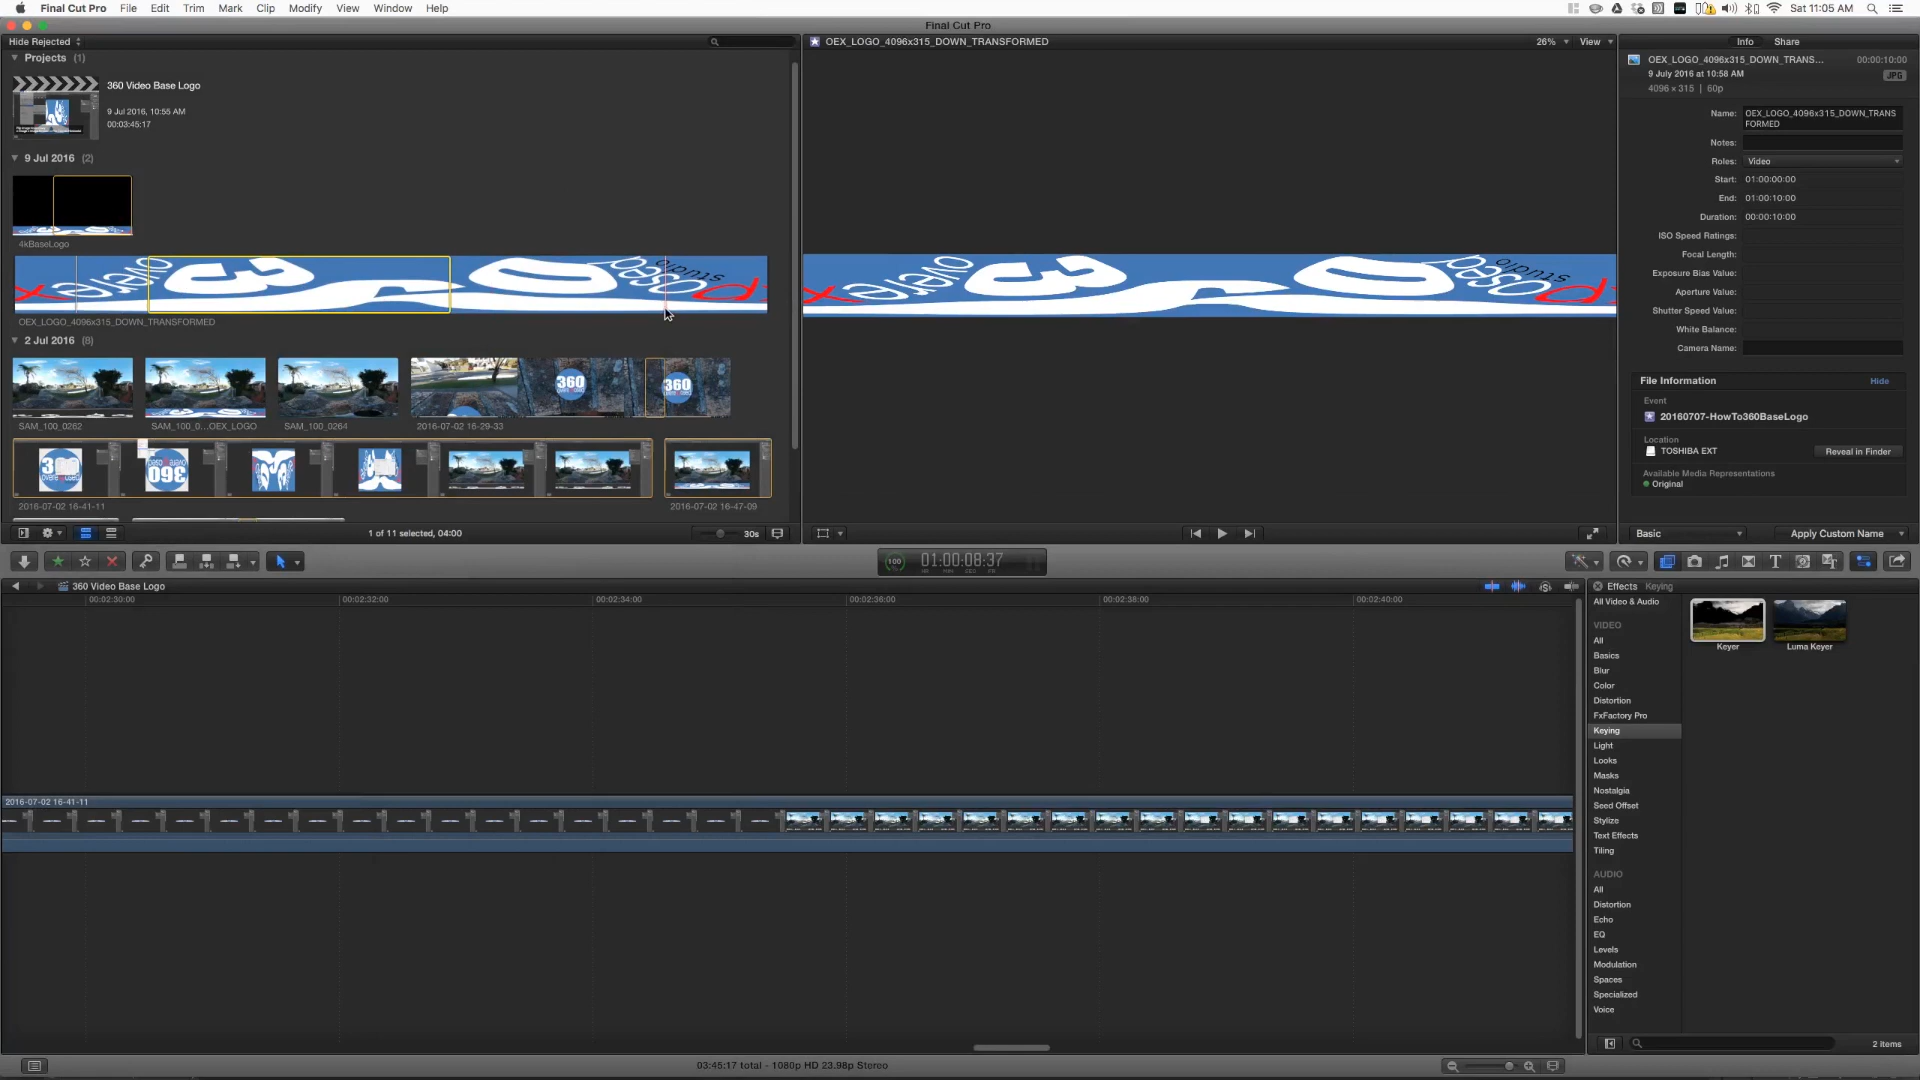 Final Cut Pro File Edit Trim Mark Clip Modify View Window Help
Sat 11:05 AM
Final Cut Pro
Hide Rejected
OEX_LOGO_4096x315_DOWN_TRANSFORMED
26% View
Info Share
Projects (1)
360 Video Base Logo
9 Jul 2016, 10:55 AM
00:03:45:17
9 Jul 2016 (2)
4kBaseLogo
OEX_LOGO_4096x315_DOWN_TRANSFORMED
2 Jul 2016 (8)
SAM_100_0262
SAM_100_0...OEX_LOGO
SAM_100_0264
2016-07-02 16-29-33
360
360
2016-07-02 16-41-11
2016-07-02 16-47-09
1 of 11 selected, 04:00
30s
OEX_LOGO_4096x315_DOWN_TRANS...
00:00:10:00
9 July 2016 at 10:58 AM
JPG
4096 × 315 | 60p
Name: OEX_LOGO_4096x315_DOWN_TRANS
FORMED
Notes:
Roles: Video
Start: 01:00:00:00
End: 01:00:10:00
Duration: 00:00:10:00
ISO Speed Ratings:
Focal Length:
Exposure Bias Value:
Aperture Value:
Shutter Speed Value:
White Balance:
Camera Name:
File Information Hide
Event
20160707-HowTo360BaseLogo
Location
TOSHIBA EXT Reveal in Finder
Available Media Representations
Original
Basic Apply Custom Name
100 01:00:08:37
HR MIN SEC FR
360 Video Base Logo
00:02:30:00 00:02:32:00 00:02:34:00 00:02:36:00 00:02:38:00 00:02:40:00
2016-07-02 16-41-11
Effects Keying
All Video & Audio
VIDEO
All
Basics
Blur
Color
Distortion
FxFactory Pro
Keying
Light
Looks
Masks
Nostalgia
Seed Offset
Stylize
Text Effects
Tiling
AUDIO
All
Distortion
Echo
EQ
Levels
Modulation
Spaces
Specialized
Voice
Keyer
Luma Keyer
2 items
03:45:17 total - 1080p HD 23.98p Stereo